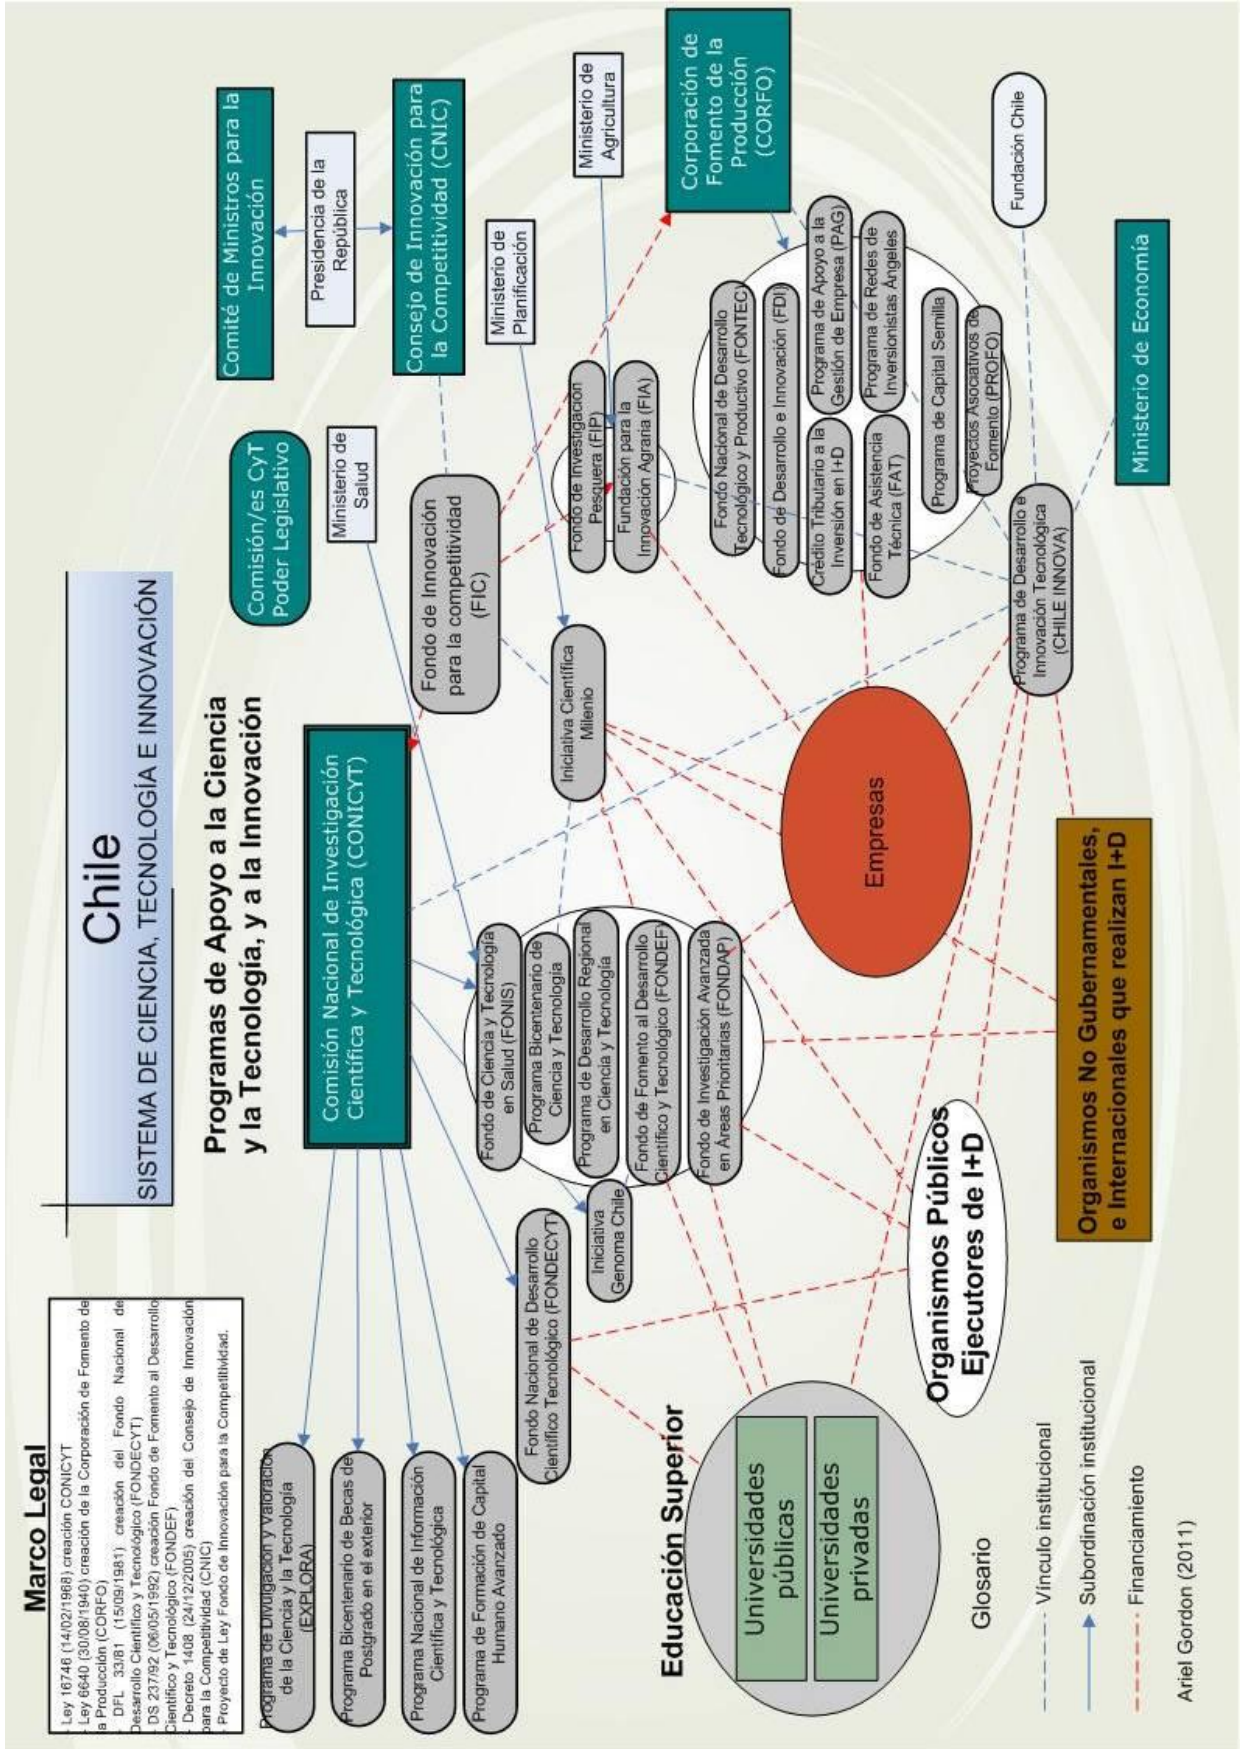 Chile
SISTEMA DE CIENCIA, TECNOLOGÍA E INNOVACIÓN
Marco Legal
- Ley 16746 (14/02/1968) creación CONICYT
- Ley 6640 (30/08/1940) creación de la Corporación de Fomento de
la Producción (CORFO)
- DFL 33/81 (15/09/1981) creación del Fondo Nacional de
Desarrollo Científico y Tecnológico (FONDECYT)
- DS 237/92 (06/05/1992) creación Fondo de Fomento al Desarrollo
Científico y Tecnológico (FONDEF)
- Decreto 1408 (24/12/2005) creación del Consejo de Innovación
para la Competitividad (CNIC)
- Proyecto de Ley Fondo de Innovación para la Competitividad.
Programas de Apoyo a la Ciencia
y la Tecnología, y a la Innovación
Comisión/es CyT
Poder Legislativo
Comité de Ministros para la
Innovación
Presidencia de la
República
Consejo de Innovación para
la Competitividad (CNIC)
Ministerio de
Salud
Comisión Nacional de Investigación
Científica y Tecnológica (CONICYT)
Fondo de Innovación
para la competitividad
(FIC)
Ministerio de
Planificación
Ministerio de
Agricultura
Corporación de
Fomento de la
Producción
(CORFO)
Programa de Divulgación y Valoración
de la Ciencia y la Tecnología
(EXPLORA)
Programa Bicentenario de Becas de
Postgrado en el exterior
Programa Nacional de Información
Científica y Tecnológica
Programa de Formación de Capital
Humano Avanzado
Fondo Nacional de Desarrollo
Científico Tecnológico (FONDECYT)
Iniciativa
Genoma Chile
Fondo de Ciencia y Tecnología
en Salud (FONIS)
Programa Bicentenario de
Ciencia y Tecnología
Programa de Desarrollo Regional
en Ciencia y Tecnología
Fondo de Fomento al Desarrollo
Científico y Tecnológico (FONDEF)
Fondo de Investigación Avanzada
en Áreas Prioritarias (FONDAP)
Iniciativa Científica
Milenio
Fondo de Investigación
Pesquera (FIP)
Fundación para la
Innovación Agraria (FIA)
Fondo Nacional de Desarrollo
Tecnológico y Productivo (FONTEC)
Fondo de Desarrollo e Innovación (FDI)
Crédito Tributario a la
Inversión en I+D
Programa de Apoyo a la
Gestión de Empresa (PAG)
Fondo de Asistencia
Técnica (FAT)
Programa de Redes de
Inversionistas Ángeles
Programa de Capital Semilla
Proyectos Asociativos de
Fomento (PROFO)
Fundación Chile
Programa de Desarrollo e
Innovación Tecnológica
(CHILE INNOVA)
Ministerio de Economía
Educación Superior
Universidades
públicas
Universidades
privadas
Empresas
Organismos Públicos
Ejecutores de I+D
Organismos No Gubernamentales,
e Internacionales que realizan I+D
Glosario
Vínculo institucional
Subordinación institucional
Financiamiento
Ariel Gordon (2011)